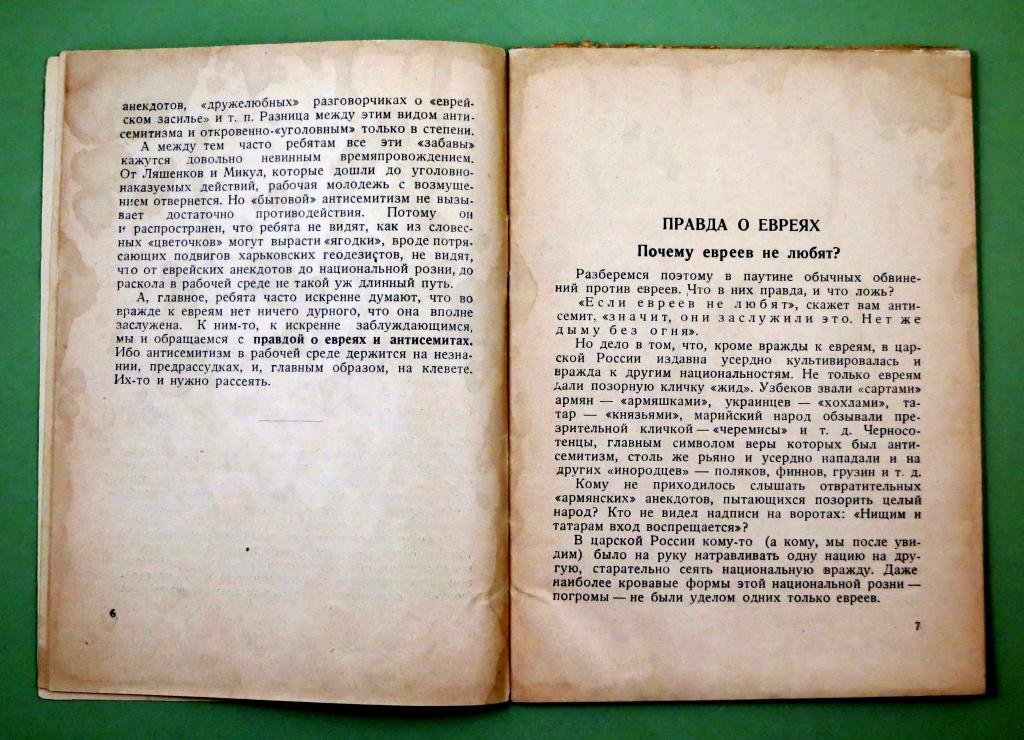 анекдотов, «дружелюбных» разговорчиках о «еврей-
ском засилье» и т. п. Разница между этим видом анти-
семитизма и откровенно-«уголовным» только в степени.
А между тем часто ребятам все эти «забавы»
кажутся довольно невинным времяпровождением.
От Ляшенков и Микул, которые дошли до уголовно-
наказуемых действий, рабочая молодежь с возмуще-
нием отвернется. Но «бытовой» антисемитизм не вызы-
вает достаточно противодействия. Потому он
и распространен, что ребята не видят, как из словес-
ных «цветочков» могут вырасти «ягодки», вроде потря-
сающих подвигов харьковских геодезистов, не видят,
что от еврейских анекдотов до национальной розни, до
раскола в рабочей среде не такой уж длинный путь.
А, главное, ребята часто искренне думают, что во
вражде к евреям нет ничего дурного, что она вполне
заслужена. К ним-то, к искренне заблуждающимся,
мы и обращаемся с правдой о евреях и антисемитах.
Ибо антисемитизм в рабочей среде держится на незна-
нии, предрассудках, и, главным образом, на клевете.
Их-то и нужно рассеять.
6
ПРАВДА О ЕВРЕЯХ
Почему евреев не любят?
Разберемся поэтому в паутине обычных обвине-
ний против евреев. Что в них правда, и что ложь?
«Если евреев не любят», скажет вам анти-
семит, «значит, они заслужили это. Нет же
дыму без огня».
Но дело в том, что, кроме вражды к евреям, в цар-
ской России издавна усердно культивировалась и
вражда к другим национальностям. Не только евреям
дали позорную кличку «жид». Узбеков звали «сартами»
армян — «армяшками», украинцев — «хохлами», та-
тар — «князьями», марийский народ обзывали пре-
зрительной кличкой — «черемисы» и т. д. Черносо-
тенцы, главным символом веры которых был анти-
семитизм, столь же рьяно и усердно нападали и на
других «инородцев» — поляков, финнов, грузин и т. д.
Кому не приходилось слышать отвратительных
«армянских» анекдотов, пытающихся позорить целый
народ? Кто не видел надписи на воротах: «Нищим и
татарам вход воспрещается»?
В царской России кому-то (а кому, мы после уви-
дим) было на руку натравливать одну нацию на дру-
гую, старательно сеять национальную вражду. Даже
наиболее кровавые формы этой национальной розни —
погромы — не были уделом одних только евреев.
7